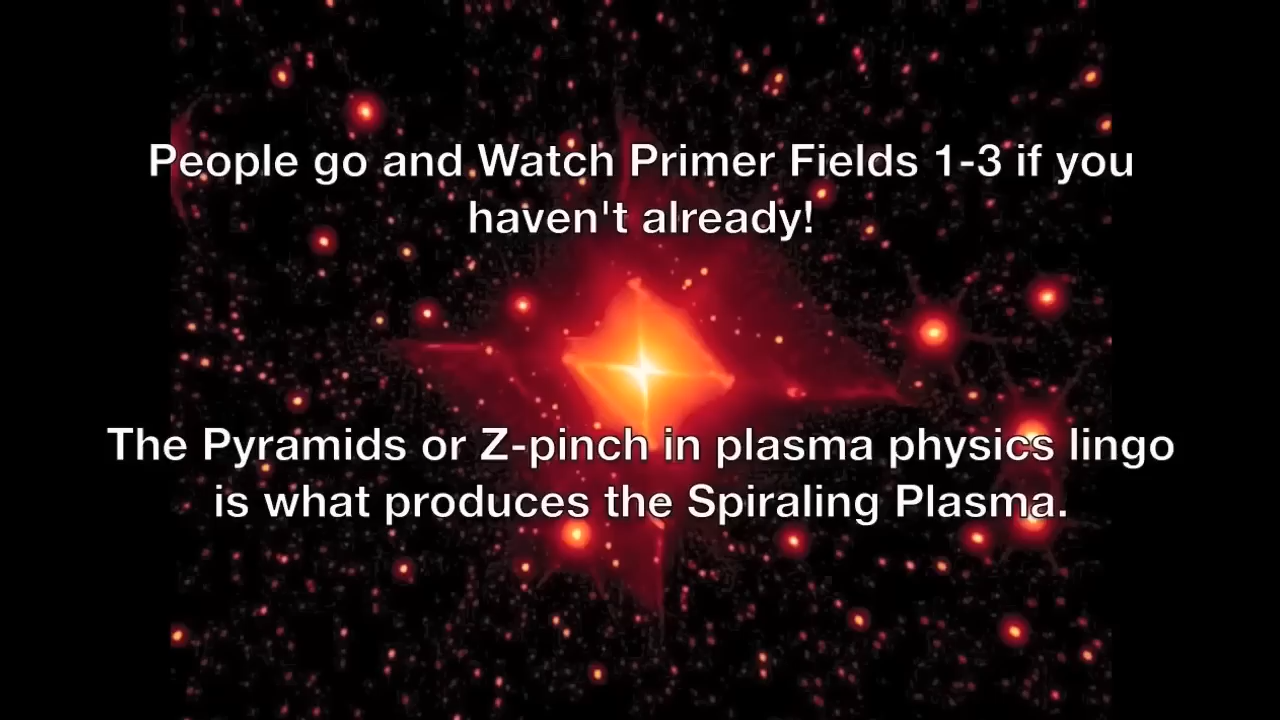 People go and Watch Primer Fields 1-3 if you
haven't already!
The Pyramids or Z-pinch in plasma physics lingo
is what produces the Spiraling Plasma.